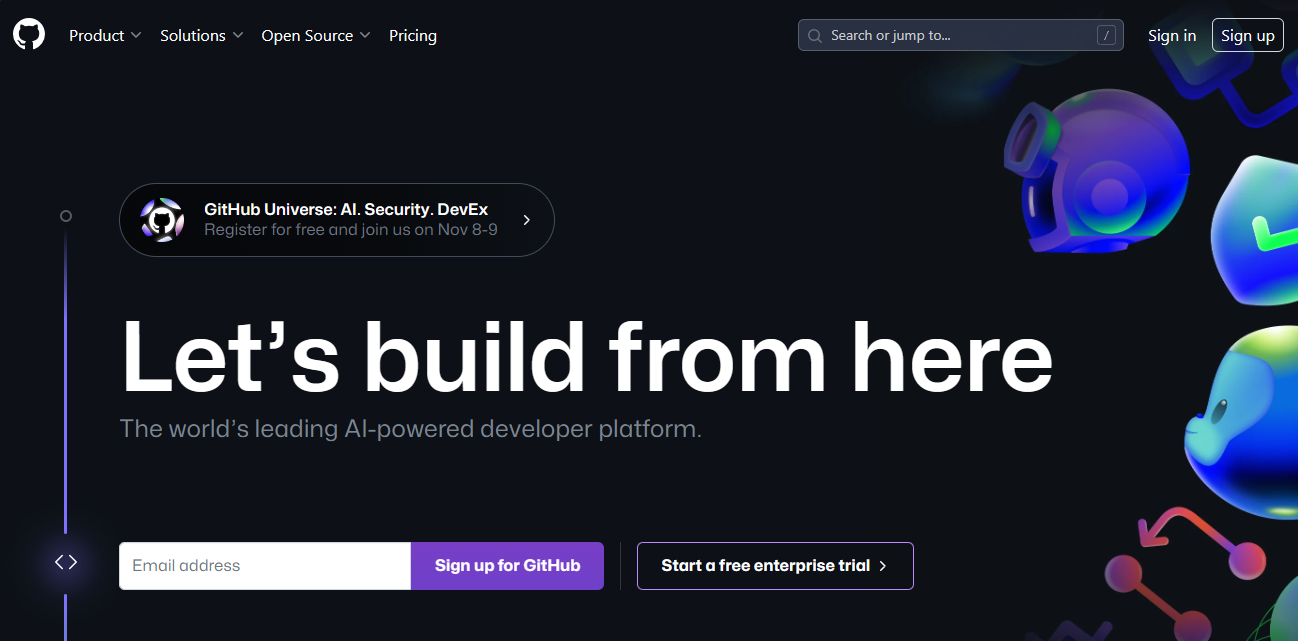 Product Solutions Open Source Pricing Search or jump to... / Sign in Sign up
GitHub Universe: AI. Security. DevEx
Register for free and join us on Nov 8-9
Let’s build from here
The world’s leading AI-powered developer platform.
Email address Sign up for GitHub Start a free enterprise trial